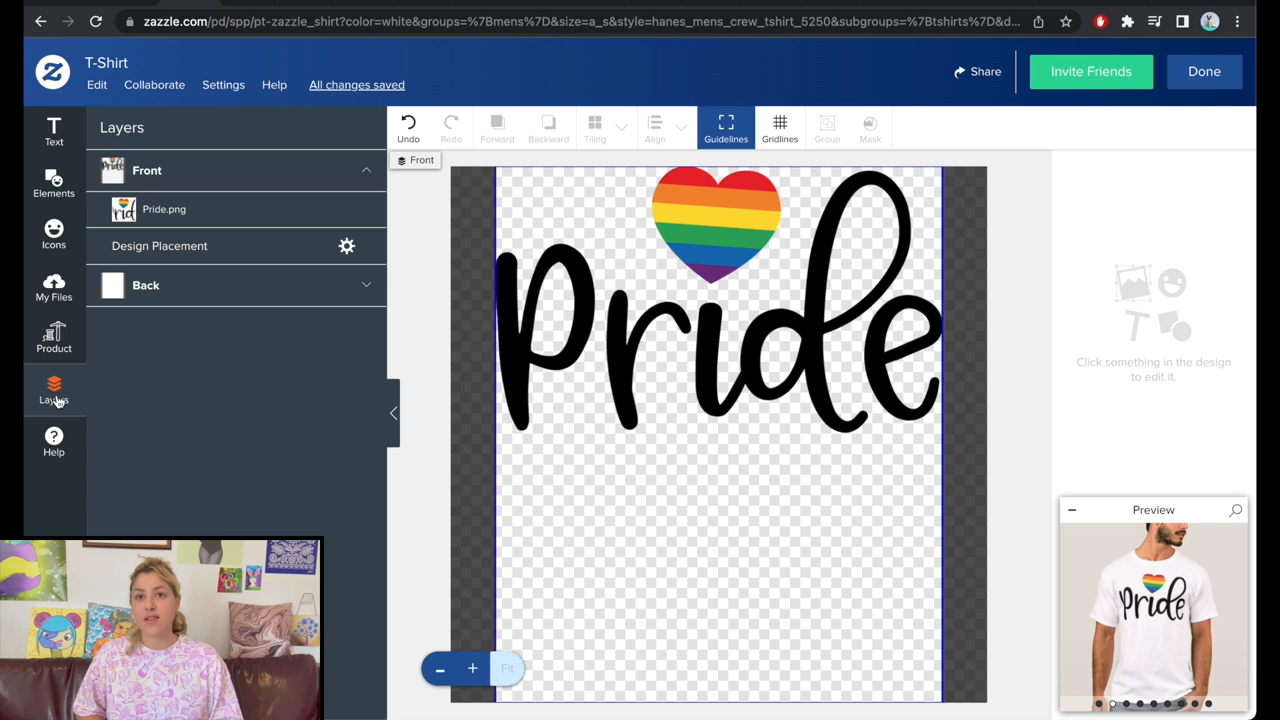 zazzle.com/pd/spp/pt-zazzle_shirt?color=white&groups=%7Bmens%7D&size=a_s&style=hanes_mens_crew_tshirt_5250&subgroups=%7Btshirts%7D&d...
T-Shirt
Edit Collaborate Settings Help All changes saved
Share
Invite Friends
Done
Text
Elements
Icons
My Files
Product
Layers
Help
Layers
Front
Pride.png
Design Placement
Back
Undo
Redo
Forward
Backward
Tiling
Align
Guidelines
Gridlines
Group
Mask
Front
Pride
Fit
Click something in the design
to edit it.
Preview
Pride